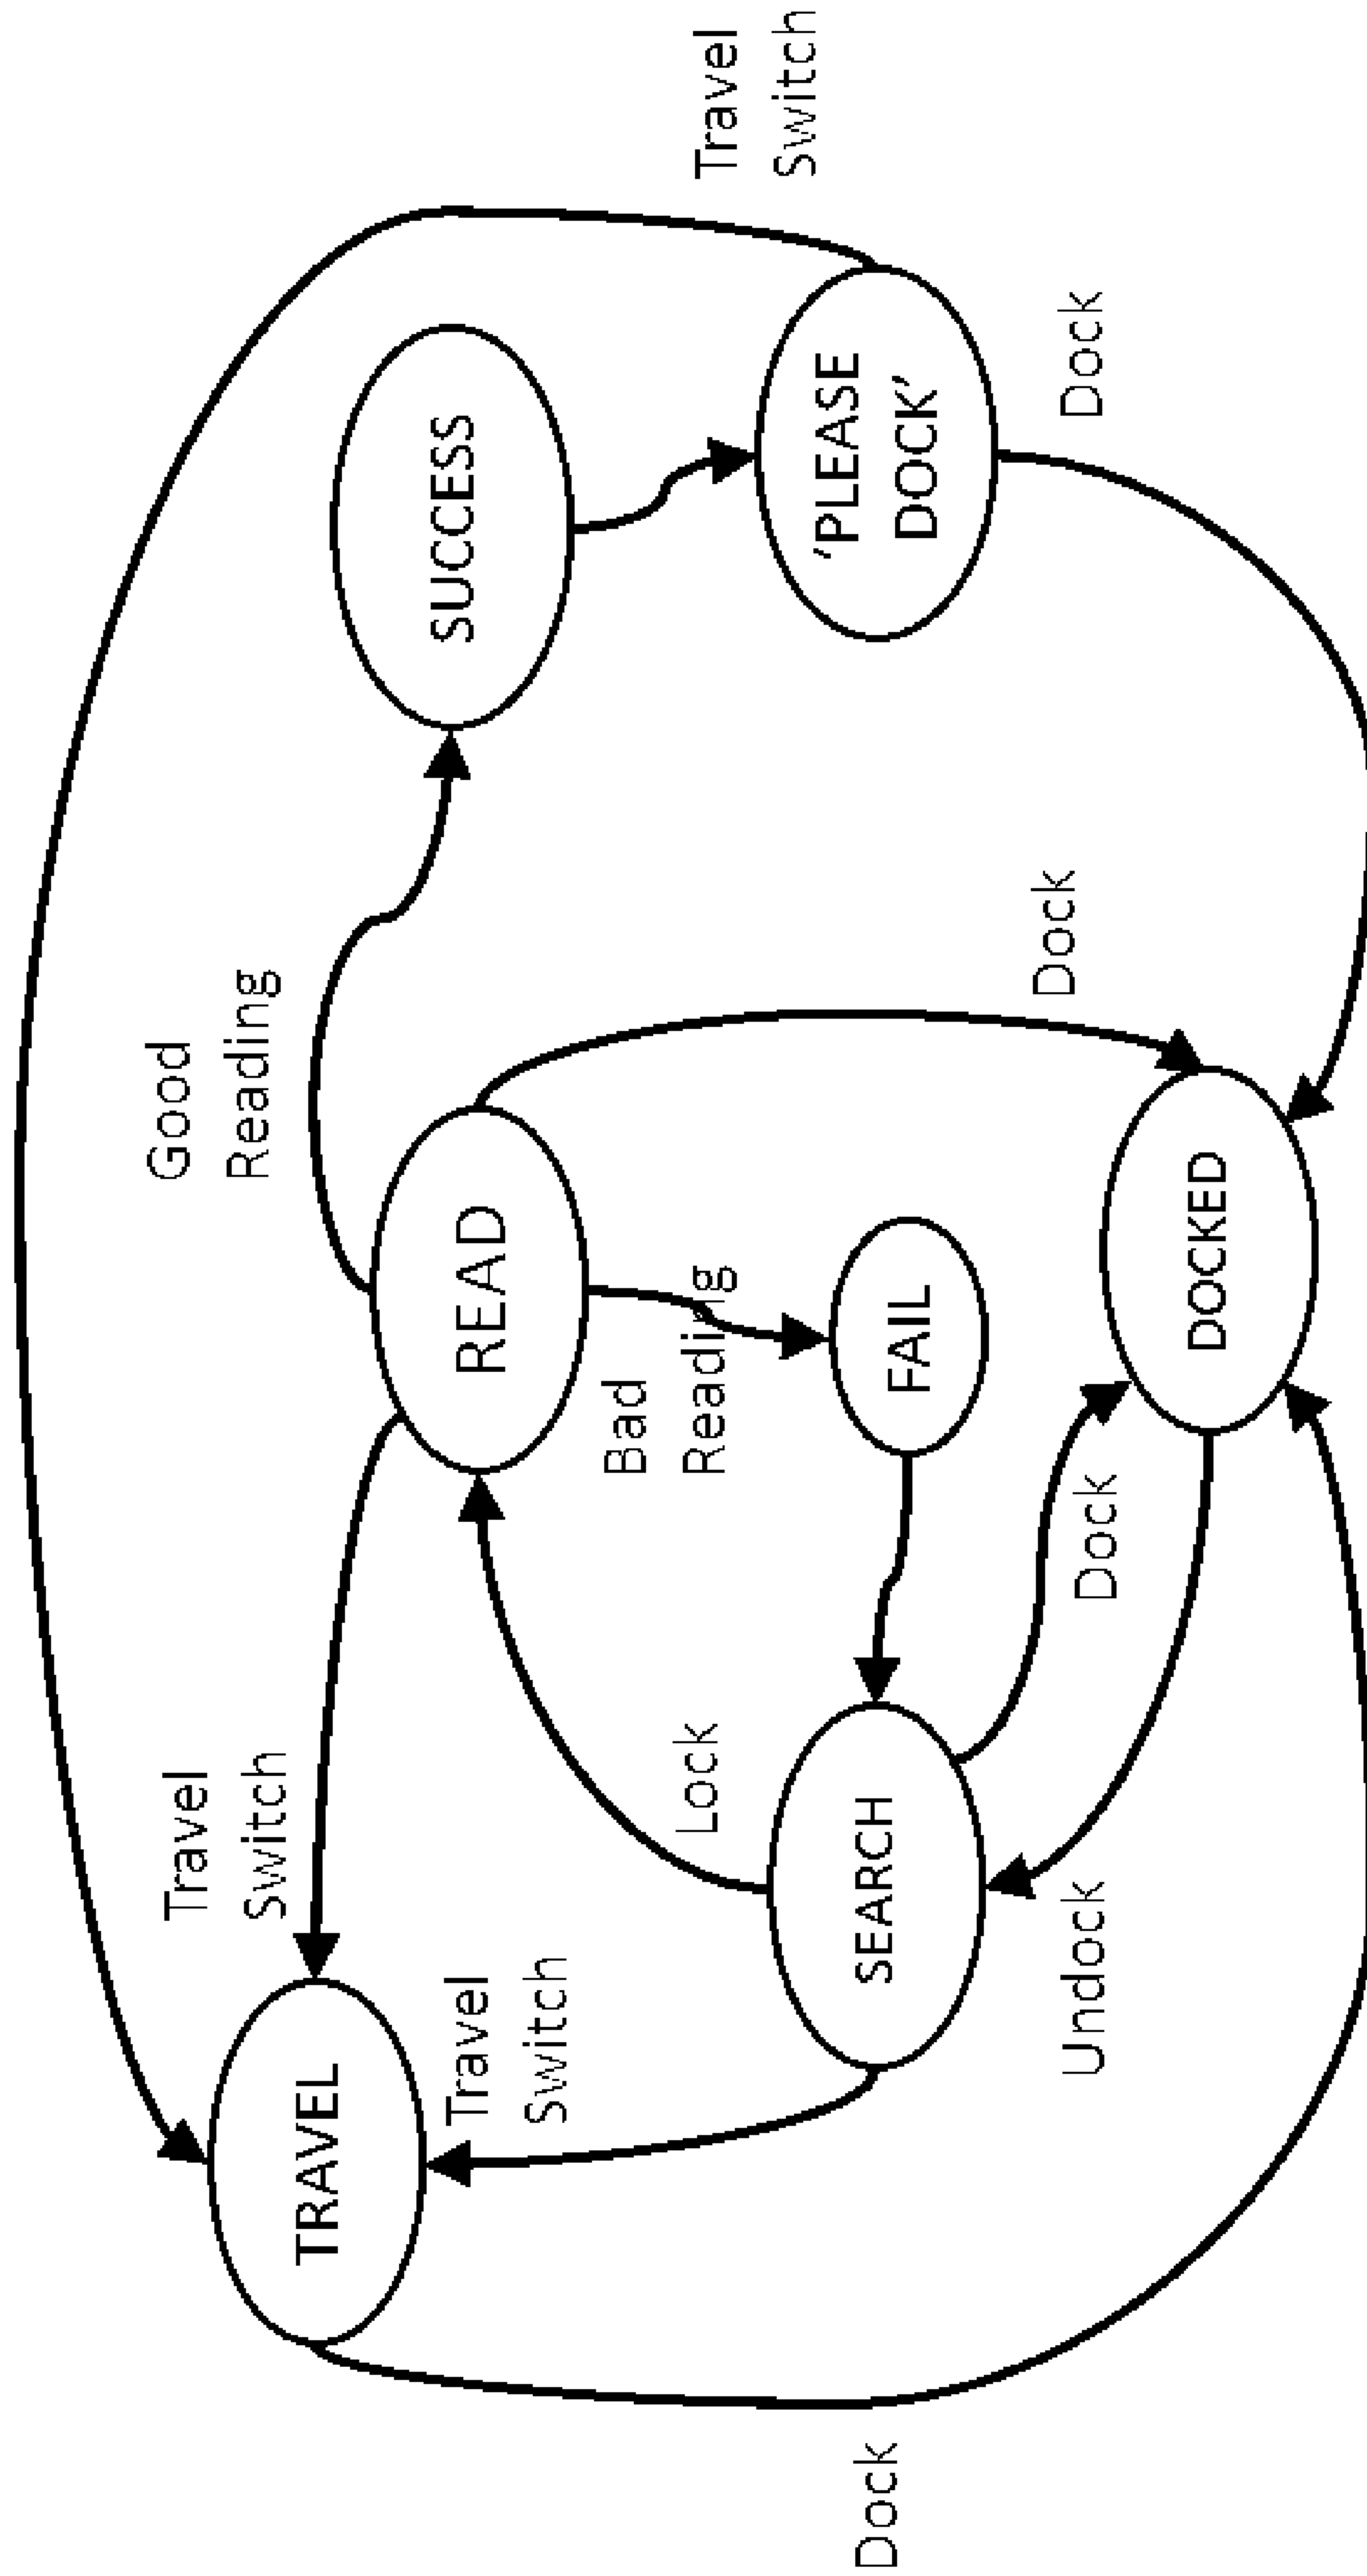 Good
Reading
Travel
Switch
TRAVEL
SUCCESS
Travel
Switch
READ
Bad
Reading
Lock
Travel
Switch
'PLEASE
DOCK'
Dock
SEARCH
FAIL
Dock
Dock
Undock
Dock
DOCKED